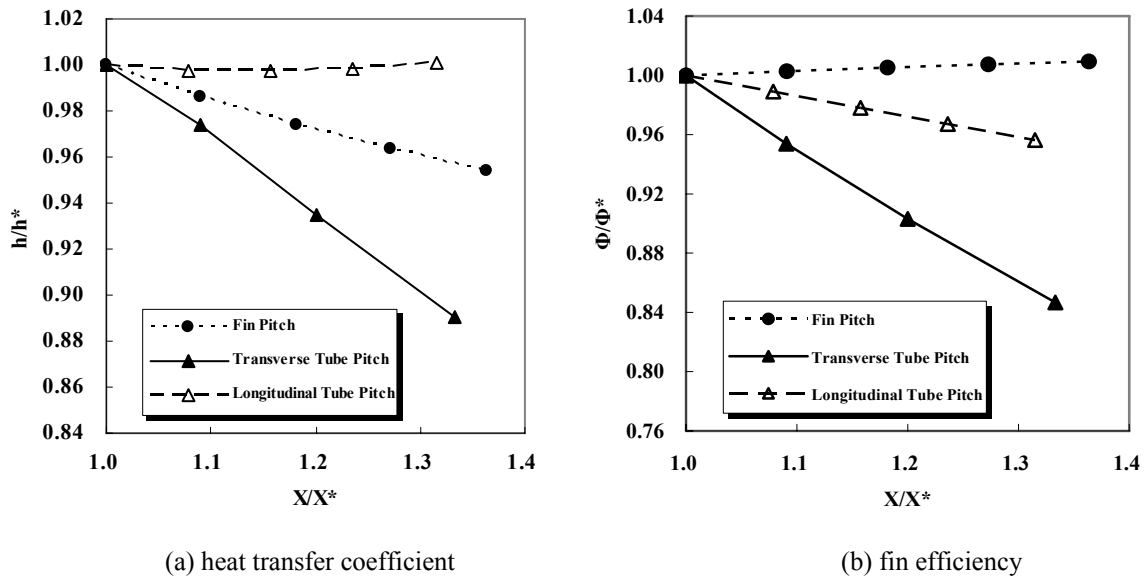 1.02
1.00
0.98
0.96
0.94
0.92
0.90
0.88
0.86
0.84
h/h*
Fin Pitch
Transverse Tube Pitch
Longitudinal Tube Pitch
1.0 1.1 1.2 1.3 1.4
X/X*
(a) heat transfer coefficient
1.04
1.00
0.96
0.92
0.88
0.84
0.80
0.76
Φ/Φ*
Fin Pitch
Transverse Tube Pitch
Longitudinal Tube Pitch
1.0 1.1 1.2 1.3 1.4
X/X*
(b) fin efficiency